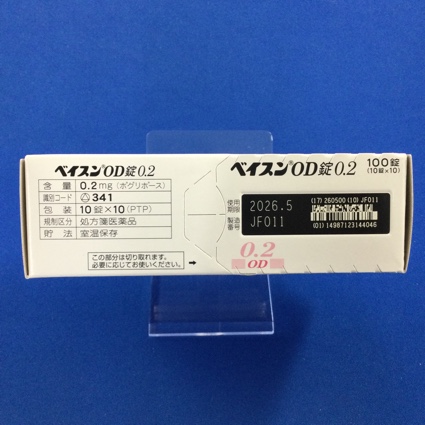 ベイスン®OD錠0.2
含量 0.2mg(ボグリボース)
識別コード 341
包装 10錠×10(PTP)
規制区分 処方箋医薬品
貯法 室温保存
この部分は切り取れます。
必要に応じてお使いください。
ベイスン®OD錠0.2
100錠
(10錠×10)
使用期限 2026.5
製造番号 JF011
(17) 260500 (10) JF011
(01) 14987123144046
0.2
OD